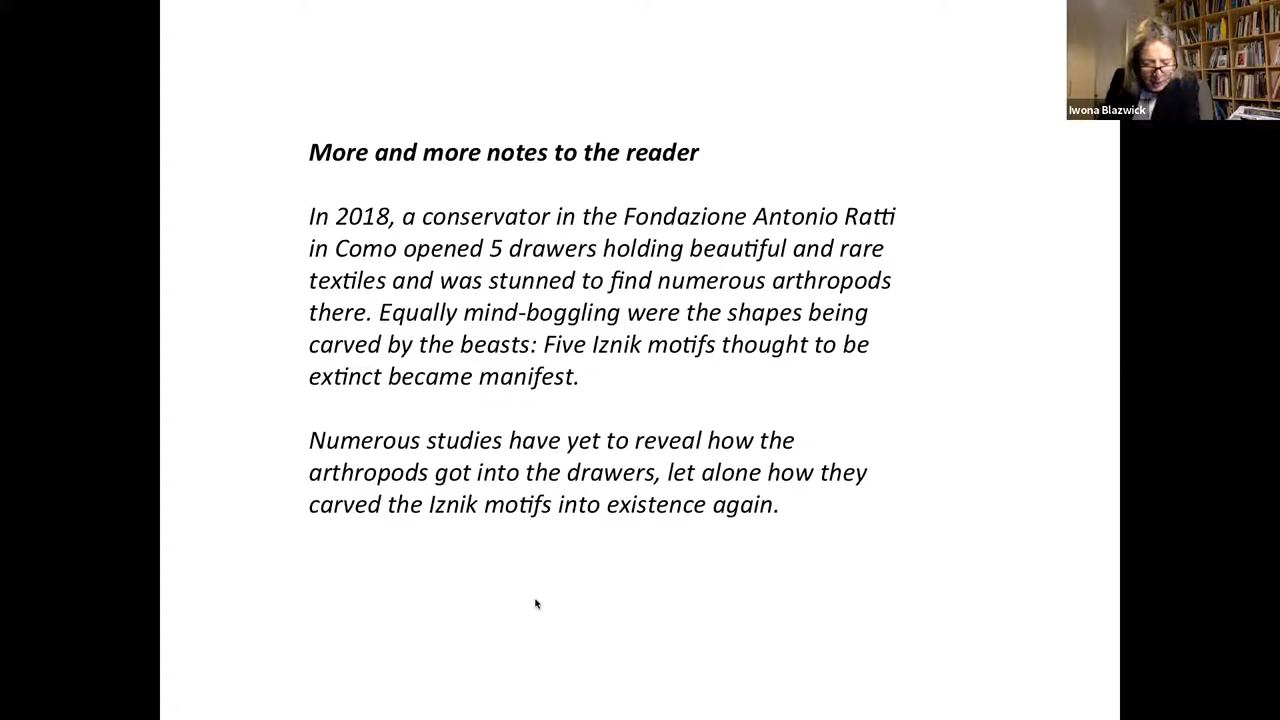 Iwona Blazwick
More and more notes to the reader
In 2018, a conservator in the Fondazione Antonio Ratti
in Como opened 5 drawers holding beautiful and rare
textiles and was stunned to find numerous arthropods
there. Equally mind-boggling were the shapes being
carved by the beasts: Five Iznik motifs thought to be
extinct became manifest.
Numerous studies have yet to reveal how the
arthropods got into the drawers, let alone how they
carved the Iznik motifs into existence again.